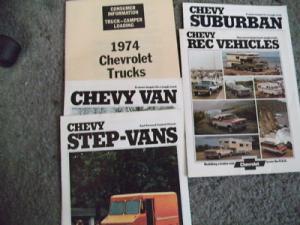 CONSUMER
INFORMATION
TRUCK-CAMPER
LOADING
1974
Chevrolet
Trucks
CHEVY
SUBURBAN
CHEVY
REC VEHICLES
CHEVY VAN
CHEVY
STEP-VANS
Chevrolet